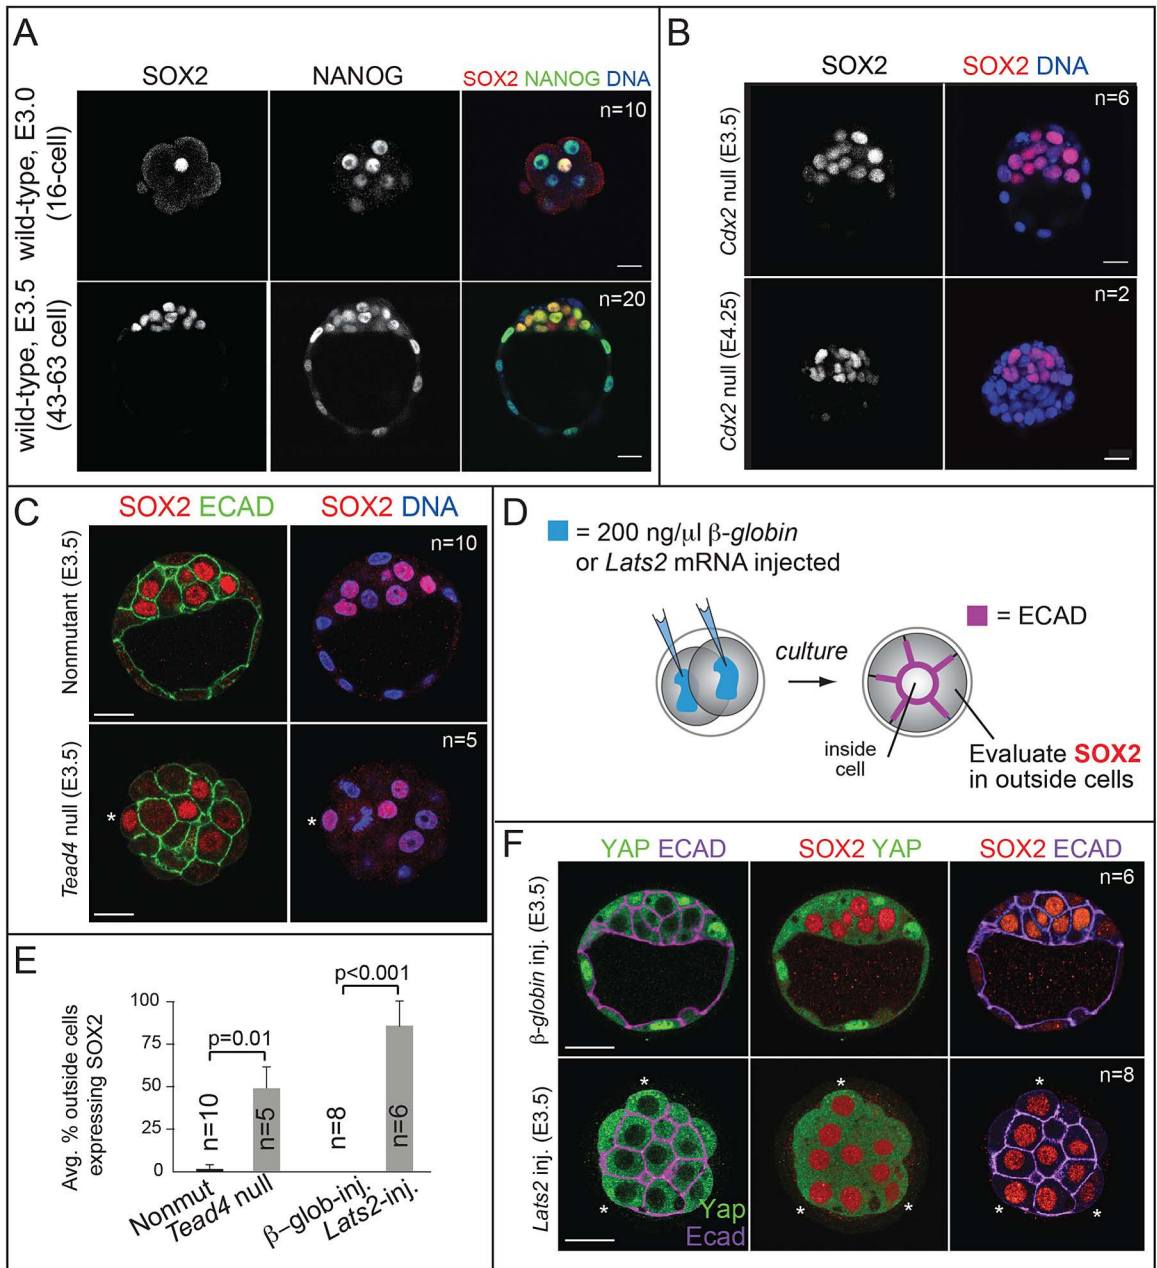 A
SOX2
NANOG
SOX2 NANOG DNA
wild-type, E3.0
(16-cell)
n=10
wild-type, E3.5
(43-63 cell)
n=20
B
SOX2
SOX2 DNA
Cdx2 null (E3.5)
n=6
Cdx2 null (E4.25)
n=2
C
SOX2 ECAD
SOX2 DNA
Nonmutant (E3.5)
n=10
Tead4 null (E3.5)
n=5
*
*
D
= 200 ng/µl β-globin
or Lats2 mRNA injected
= ECAD
culture
inside
cell
Evaluate SOX2
in outside cells
E
Avg. % outside cells
expressing SOX2
100
75
50
25
0
p=0.01
p<0.001
n=10
n=5
n=8
n=6
Nonmut
Tead4 null
β–glob-inj.
Lats2-inj.
F
YAP ECAD
SOX2 YAP
SOX2 ECAD
β-globin inj. (E3.5)
n=6
Lats2 inj. (E3.5)
n=8
*
*
*
*
*
*
*
*
Yap
Ecad